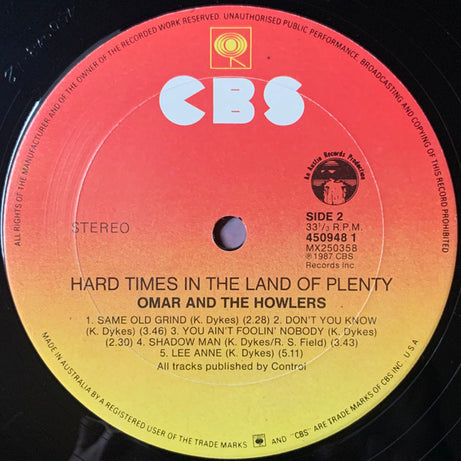 ALL RIGHTS OF THE MANUFACTURER AND OF THE OWNER OF THE RECORDED WORK RESERVED. UNAUTHORISED PUBLIC PERFORMANCE, BROADCASTING AND COPYING OF THIS RECORD PROHIBITED
CBS
An Austin Records Production
STEREO
SIDE 2
33⅓ R.P.M.
450948 1
MX250358
℗1987 CBS
Records Inc.
HARD TIMES IN THE LAND OF PLENTY
OMAR AND THE HOWLERS
1. SAME OLD GRIND (K. Dykes) (2.28) 2. DON'T YOU KNOW
(K. Dykes) (3.46) 3. YOU AIN'T FOOLIN' NOBODY (K. Dykes)
(2.30) 4. SHADOW MAN (K. Dykes/R.S. Field) (3.43)
5. LEE ANNE (K. Dykes) (5.11)
All tracks published by Control
MADE IN AUSTRALIA BY A REGISTERED USER OF THE TRADE MARKS AND "CBS" ARE TRADE MARKS OF CBS INC. U.S.A.